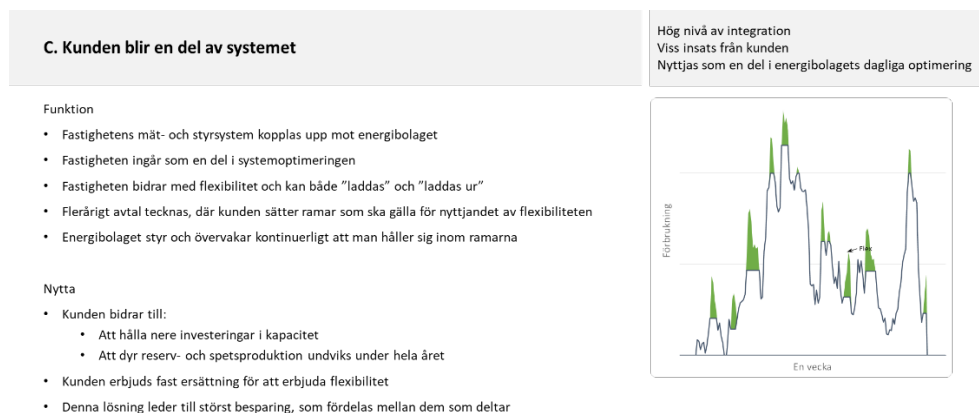 C. Kunden blir en del av systemet
Hög nivå av integration
Viss insats från kunden
Nyttjas som en del i energibolagets dagliga optimering
Funktion
• Fastighetens mät- och styrsystem kopplas upp mot energibolaget
• Fastigheten ingår som en del i systemoptimeringen
• Fastigheten bidrar med flexibilitet och kan både ”laddas” och ”laddas ur”
• Flerårigt avtal tecknas, där kunden sätter ramar som ska gälla för nyttjandet av flexibiliteten
• Energibolaget styr och övervakar kontinuerligt att man håller sig inom ramarna
Nytta
• Kunden bidrar till:
• Att hålla nere investeringar i kapacitet
• Att dyr reserv- och spetsproduktion undviks under hela året
• Kunden erbjuds fast ersättning för att erbjuda flexibilitet
• Denna lösning leder till störst besparing, som fördelas mellan dem som deltar
Förbrukning
Flex
En vecka